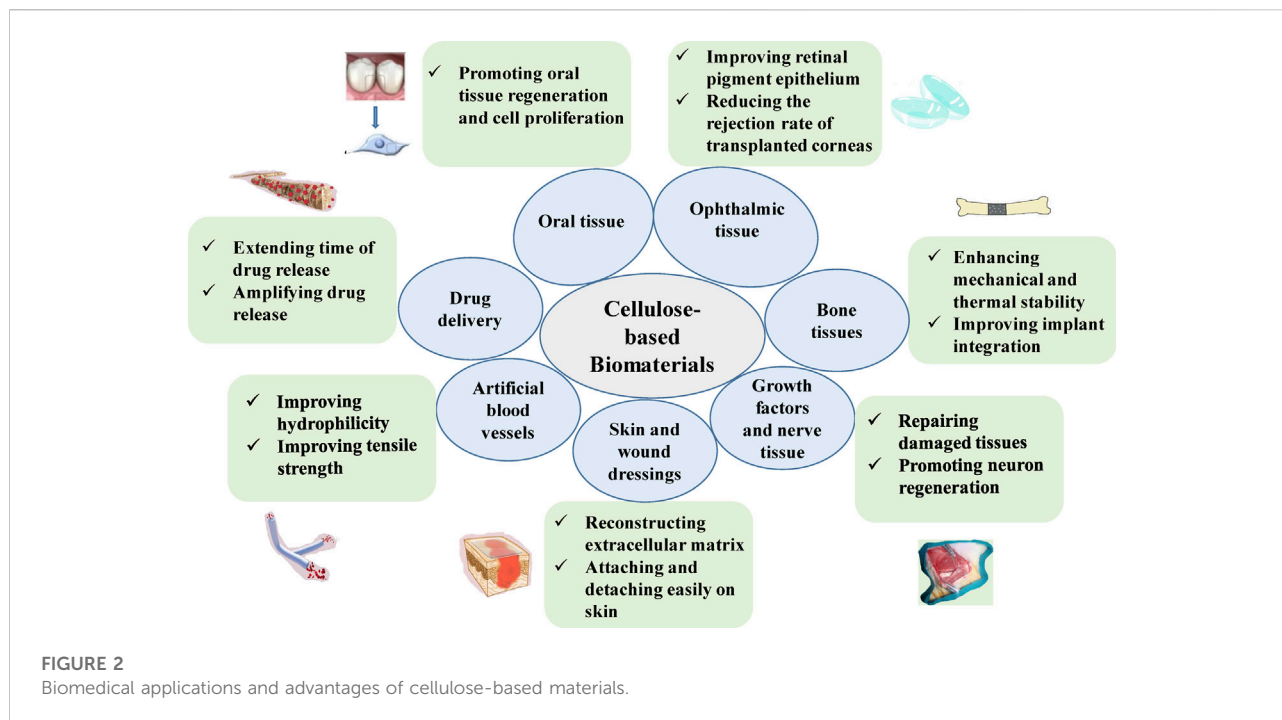 ✓ Promoting oral
tissue regeneration
and cell proliferation
✓ Improving retinal
pigment epithelium
✓ Reducing the
rejection rate of
transplanted corneas
Oral tissue
Ophthmic
tissue
✓ Extending time of
drug release
✓ Amplifying drug
release
Drug
delivery
Cellulose-
based
Biomaterials
Bone
tissues
✓ Enhancing
mechanical and
thermal stability
✓ Improving implant
integration
✓ Improving
hydrophilicity
✓ Improving tensile
strength
Artificial
blood
vessels
Skin and
wound
dressings
Growth
factors
and nerve
tissue
✓ Repairing
damaged tissues
✓ Promoting neuron
regeneration
✓ Reconstructing
extracellular matrix
✓ Attaching and
detaching easily on
skin
FIGURE 2
Biomedical applications and advantages of cellulose-based materials.